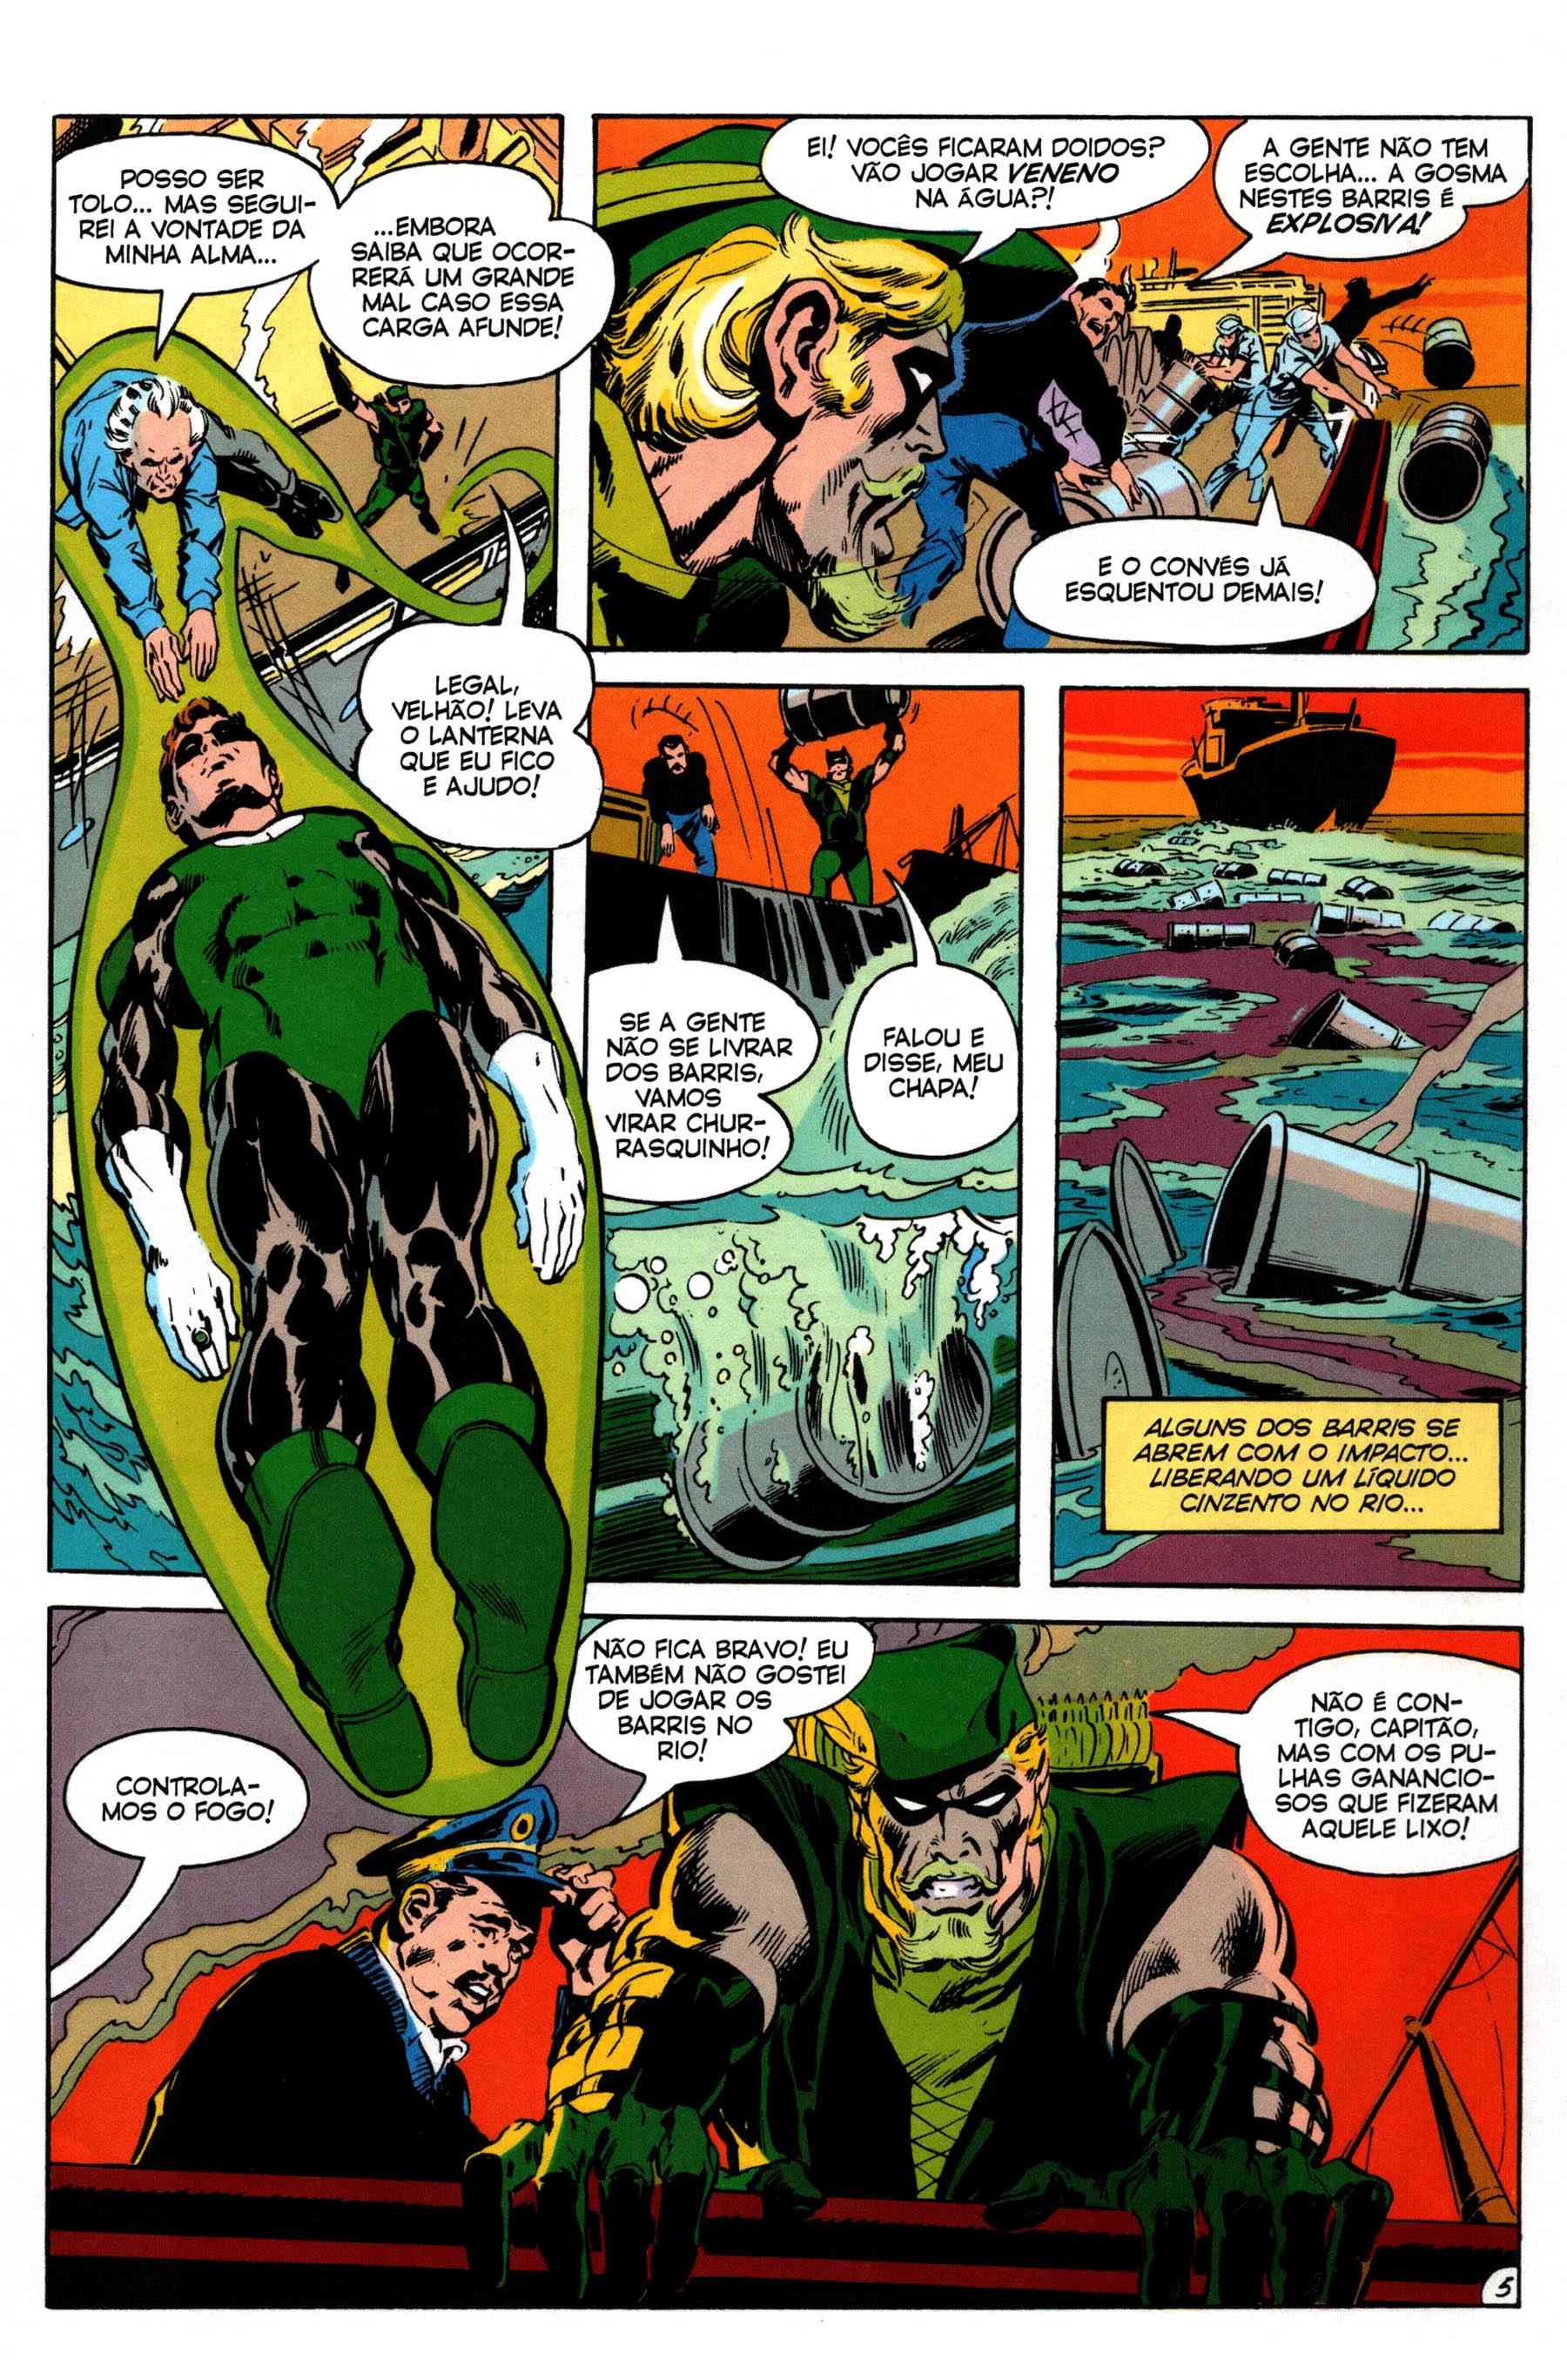 POSSO SER
TOLO... MAS SEGUI-
REI A VONTADE DA
MINHA ALMA...
...EMBORA
SAIBA QUE OCOR-
RERÁ UM GRANDE
MAL CASO ESSA
CARGA AFUNDE!
LEGAL,
VELHÃO! LEVA
O LANTERNA
QUE EU FICO
E AJUDO!
EI! VOCÊS FICARAM DOIDOS?
VÃO JOGAR VENENO
NA ÁGUA?!
A GENTE NÃO TEM
ESCOLHA... A GOSMA
NESTES BARRIS É
EXPLOSIVA!
E O CONVÉS JÁ
ESQUENTOU DEMAIS!
SE A GENTE
NÃO SE LIVRAR
DOS BARRIS,
VAMOS
VIRAR CHUR-
RASQUINHO!
FALOU E
DISSE, MEU
CHAPA!
ALGUNS DOS BARRIS SE
ABREM COM O IMPACTO...
LIBERANDO UM LÍQUIDO
CINZENTO NO RIO...
CONTROLA-
MOS O FOGO!
NÃO FICA BRAVO! EU
TAMBÉM NÃO GOSTEI
DE JOGAR OS
BARRIS NO
RIO!
NÃO É CON-
TIGO, CAPITÃO,
MAS COM OS PU-
LHAS GANANCIO-
SOS QUE FIZERAM
AQUELE LIXO!
5